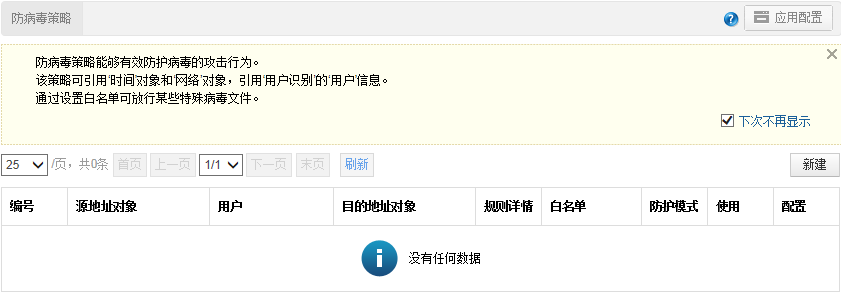 防病毒策略
应用配置
防病毒策略能够有效防护病毒的攻击行为。
该策略可引用'时间'对象和'网络'对象，引用'用户识别'的'用户'信息。
通过设置白名单可放行某些特殊病毒文件。
下次不再显示
25 /页，共0条 首页 上一页 1/1 下一页 末页 刷新 新建
编号 源地址对象 用户 目的地址对象 规则详情 白名单 防护模式 使用 配置
没有任何数据